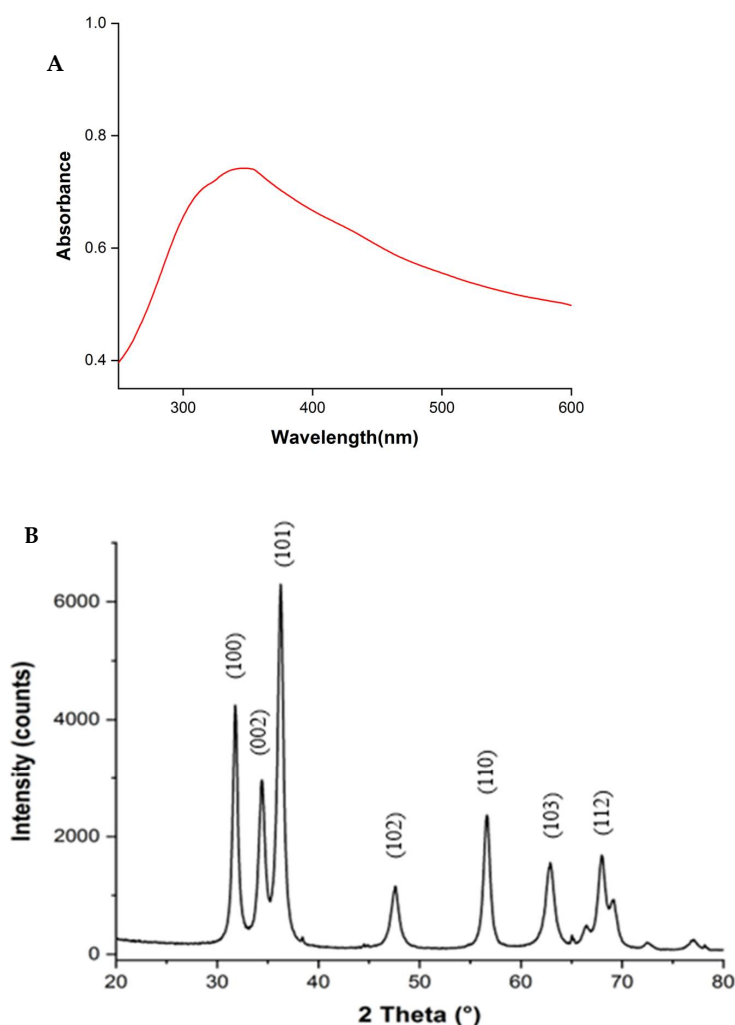 A
1.0
0.8
0.6
0.4
Absorbance
300 400 500 600
Wavelength(nm)
B
(100)
(002)
(101)
(102)
(110)
(103)
(112)
6000
4000
2000
0
Intensity (counts)
20 30 40 50 60 70 80
2 Theta (°)